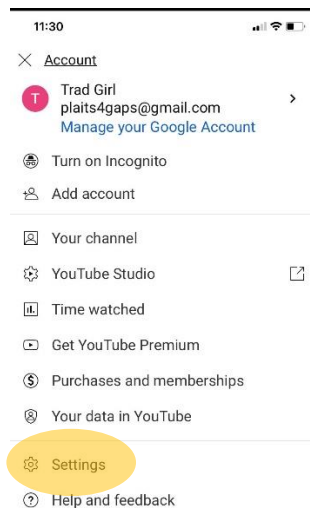 11:30
Account
T
Trad Girl
plaits4gaps@gmail.com
Manage your Google Account
Turn on Incognito
Add account
Your channel
YouTube Studio
Time watched
Get YouTube Premium
Purchases and memberships
Your data in YouTube
Settings
Help and feedback